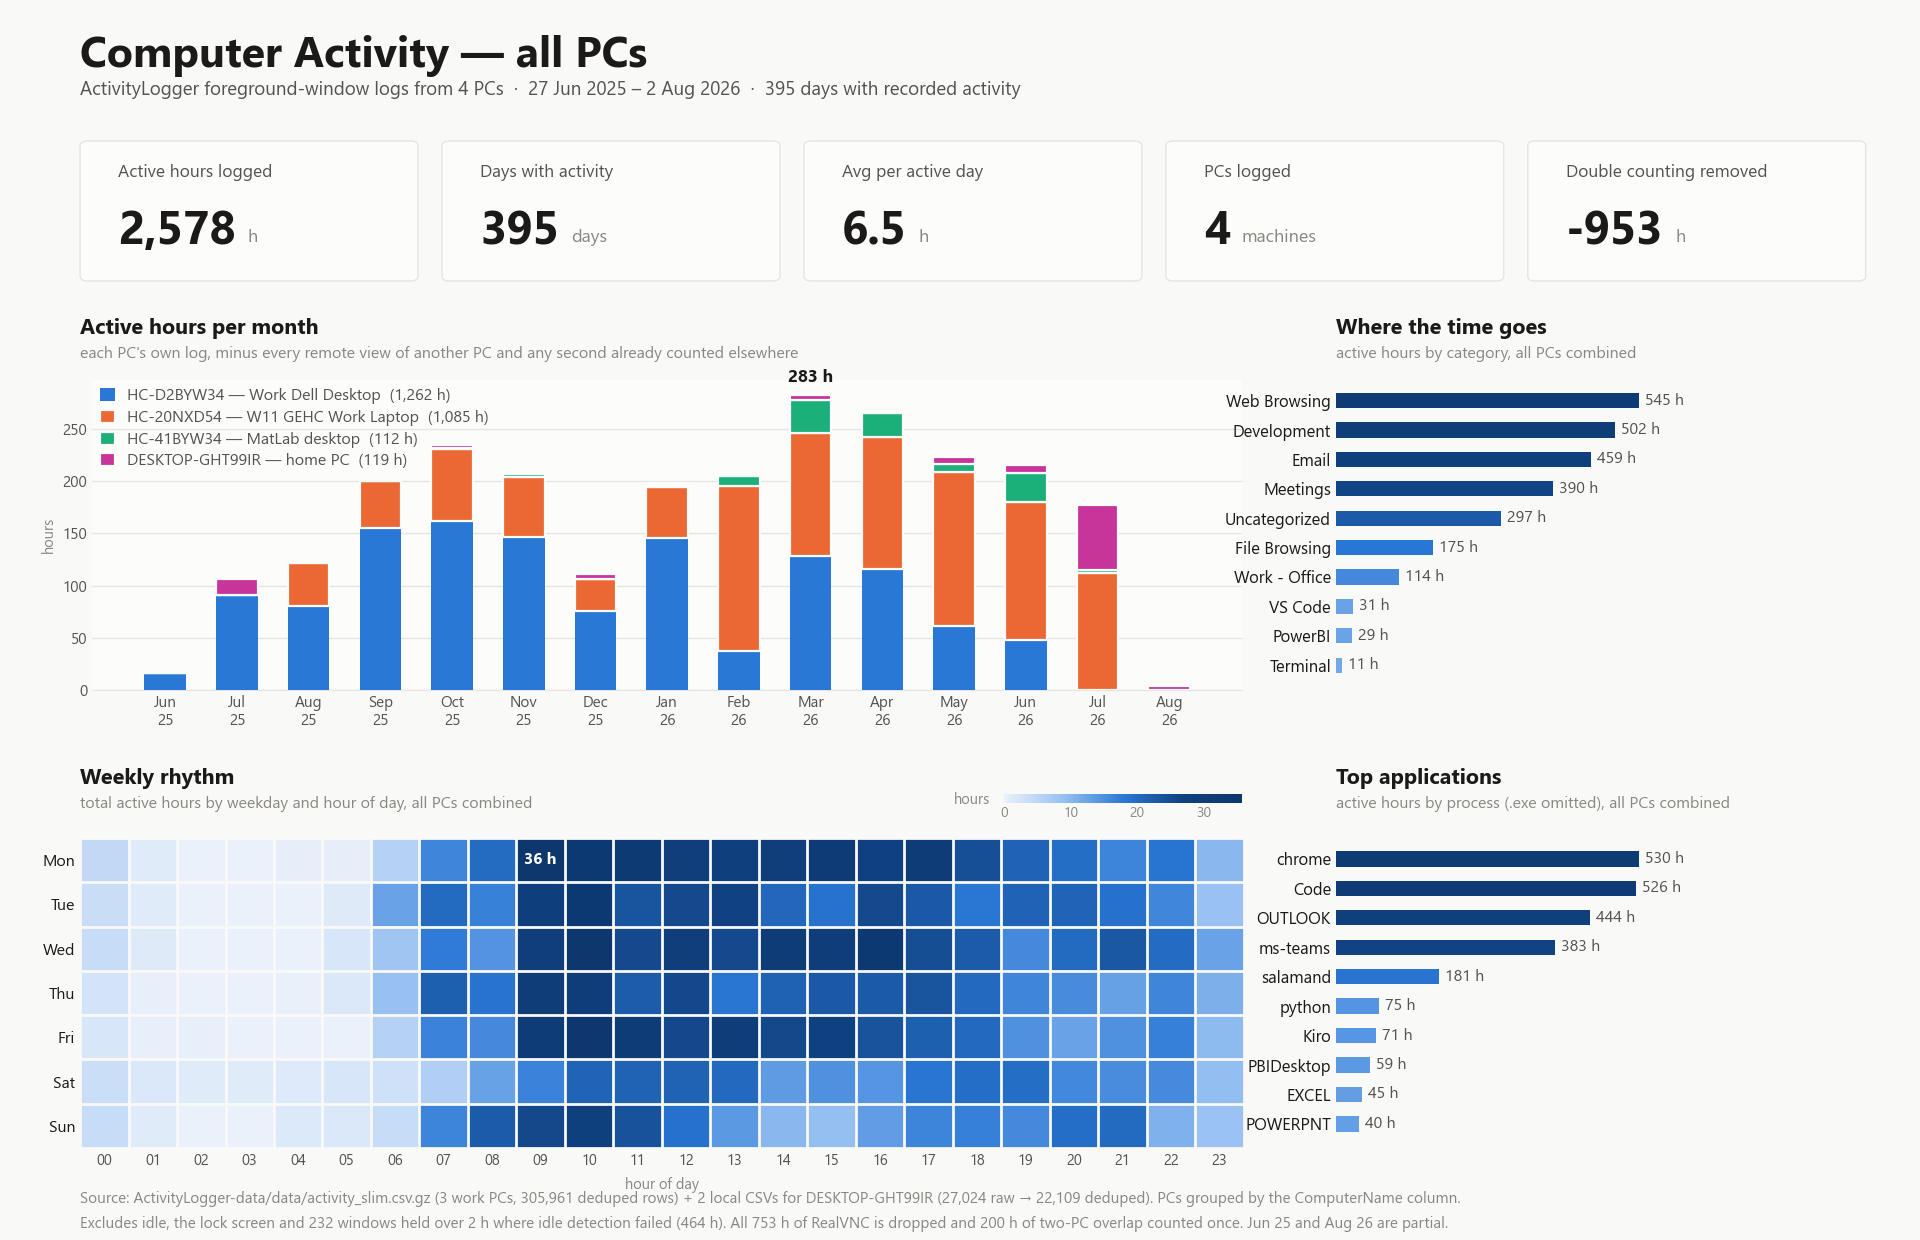 Computer Activity — all PCs
ActivityLogger foreground-window logs from 4 PCs · 27 Jun 2025 – 2 Aug 2026 · 395 days with recorded activity
Active hours logged
2,578 h
Days with activity
395 days
Avg per active day
6.5 h
PCs logged
4 machines
Double counting removed
-953 h
Active hours per month
each PC's own log, minus every remote view of another PC and any second already counted elsewhere
283 h
HC-D2BYW34 — Work Dell Desktop (1,262 h)
HC-20NXD54 — W11 GEHC Work Laptop (1,085 h)
HC-41BYW34 — MatLab desktop (112 h)
DESKTOP-GHT99IR — home PC (119 h)
hours
250
200
150
100
50
0
Jun 25
Jul 25
Aug 25
Sep 25
Oct 25
Nov 25
Dec 25
Jan 26
Feb 26
Mar 26
Apr 26
May 26
Jun 26
Jul 26
Aug 26
Where the time goes
active hours by category, all PCs combined
Web Browsing 545 h
Development 502 h
Email 459 h
Meetings 390 h
Uncategorized 297 h
File Browsing 175 h
Work - Office 114 h
VS Code 31 h
PowerBI 29 h
Terminal 11 h
Weekly rhythm
total active hours by weekday and hour of day, all PCs combined
hours
0 10 20 30
Mon 36 h
Tue
Wed
Thu
Fri
Sat
Sun
00 01 02 03 04 05 06 07 08 09 10 11 12 13 14 15 16 17 18 19 20 21 22 23
hour of day
Top applications
active hours by process (.exe omitted), all PCs combined
chrome 530 h
Code 526 h
OUTLOOK 444 h
ms-teams 383 h
salamand 181 h
python 75 h
Kiro 71 h
PBIDesktop 59 h
EXCEL 45 h
POWERPNT 40 h
Source: ActivityLogger-data/data/activity_slim.csv.gz (3 work PCs, 305,961 deduped rows) + 2 local CSVs for DESKTOP-GHT99IR (27,024 raw → 22,109 deduped). PCs grouped by the ComputerName column.
Excludes idle, the lock screen and 232 windows held over 2 h where idle detection failed (464 h). All 753 h of RealVNC is dropped and 200 h of two-PC overlap counted once. Jun 25 and Aug 26 are partial.